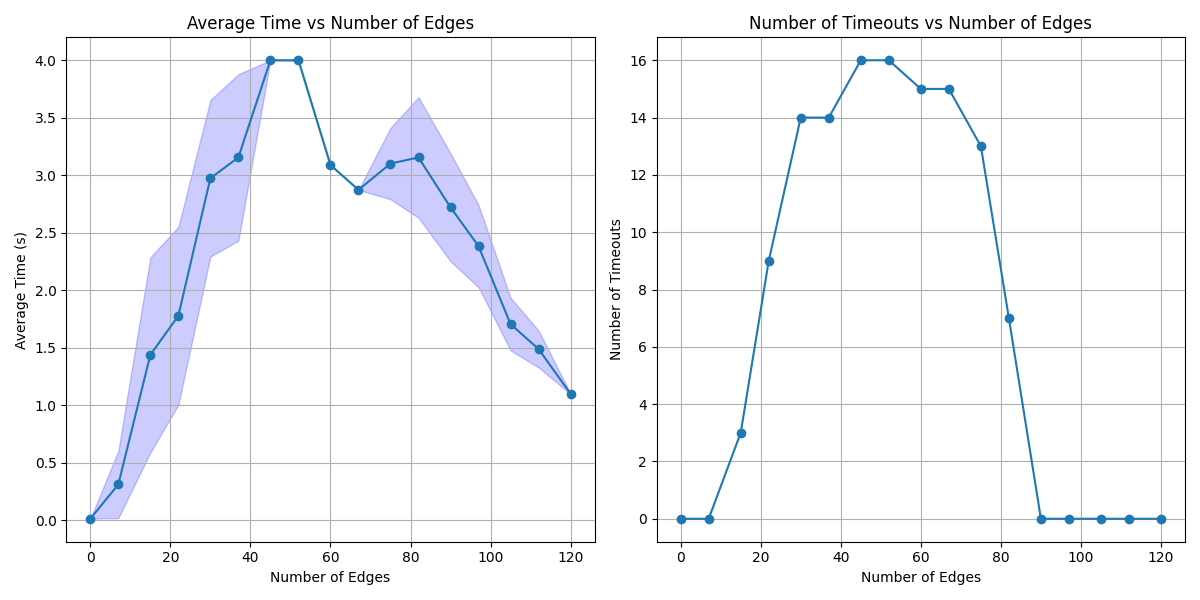 Average Time vs Number of Edges
Average Time (s)
4.0
3.5
3.0
2.5
2.0
1.5
1.0
0.5
0.0
0 20 40 60 80 100 120
Number of Edges
Number of Timeouts vs Number of Edges
Number of Timeouts
16
14
12
10
8
6
4
2
0
0 20 40 60 80 100 120
Number of Edges